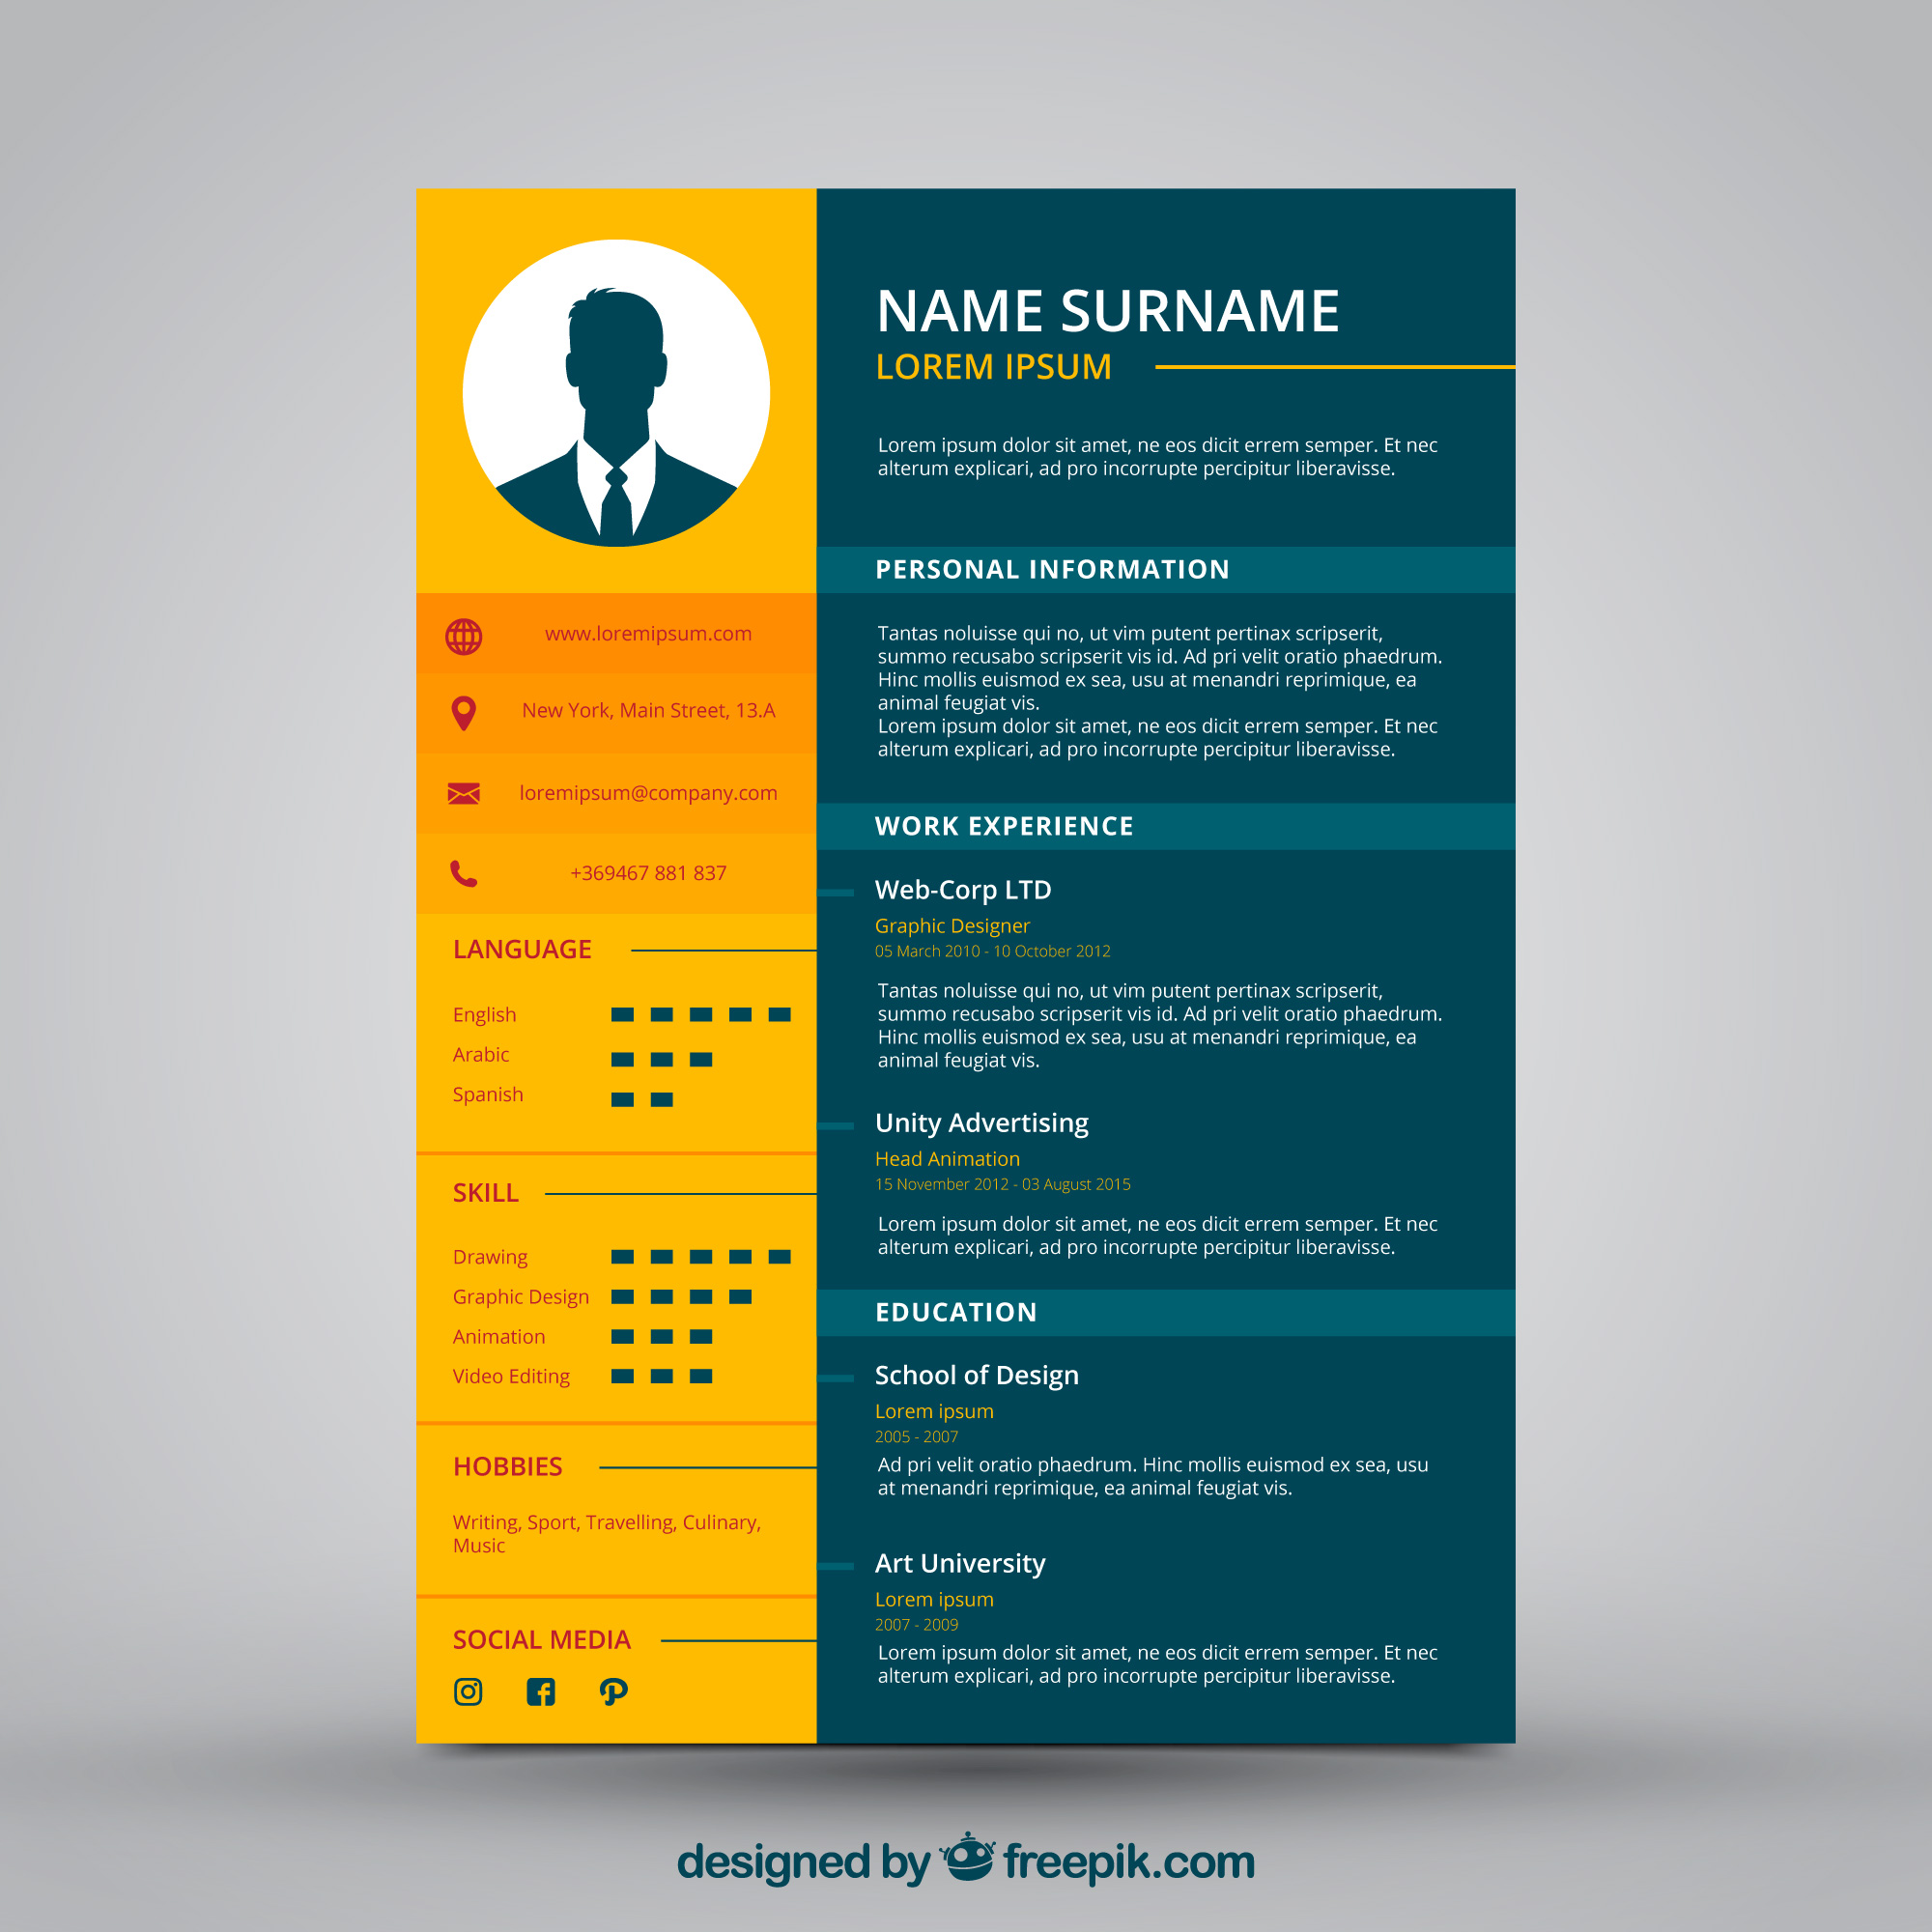 NAME SURNAME
LOREM IPSUM
Lorem ipsum dolor sit amet, ne eos dicit errem semper. Et nec
alterum explicari, ad pro incorrupte percipitur liberavisse.
www.loremipsum.com
New York, Main Street, 13.A
loremipsum@company.com
+369467 881 837
LANGUAGE
English
Arabic
Spanish
SKILL
Drawing
Graphic Design
Animation
Video Editing
HOBBIES
Writing, Sport, Travelling, Culinary,
Music
SOCIAL MEDIA
PERSONAL INFORMATION
Tantas noluisse qui no, ut vim putent pertinax scripserit,
summo recusabo scripserit vis id. Ad pri velit oratio phaedrum.
Hinc mollis euismod ex sea, usu at menandri reprimique, ea
animal feugiat vis.
Lorem ipsum dolor sit amet, ne eos dicit errem semper. Et nec
alterum explicari, ad pro incorrupte percipitur liberavisse.
WORK EXPERIENCE
Web-Corp LTD
Graphic Designer
05 March 2010 - 10 October 2012
Tantas noluisse qui no, ut vim putent pertinax scripserit,
summo recusabo scripserit vis id. Ad pri velit oratio phaedrum.
Hinc mollis euismod ex sea, usu at menandri reprimique, ea
animal feugiat vis.
Unity Advertising
Head Animation
15 November 2012 - 03 August 2015
Lorem ipsum dolor sit amet, ne eos dicit errem semper. Et nec
alterum explicari, ad pro incorrupte percipitur liberavisse.
EDUCATION
School of Design
Lorem ipsum
2005 - 2007
Ad pri velit oratio phaedrum. Hinc mollis euismod ex sea, usu
at menandri reprimique, ea animal feugiat vis.
Art University
Lorem ipsum
2007 - 2009
Lorem ipsum dolor sit amet, ne eos dicit errem semper. Et nec
alterum explicari, ad pro incorrupte percipitur liberavisse.
designed by freepik.com